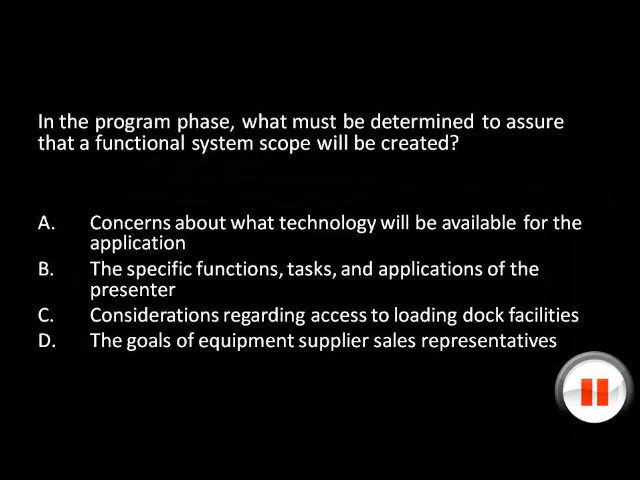 In the program phase, what must be determined to assure
that a functional system scope will be created?
A. Concerns about what technology will be available for the
application
B. The specific functions, tasks, and applications of the
presenter
C. Considerations regarding access to loading dock facilities
D. The goals of equipment supplier sales representatives